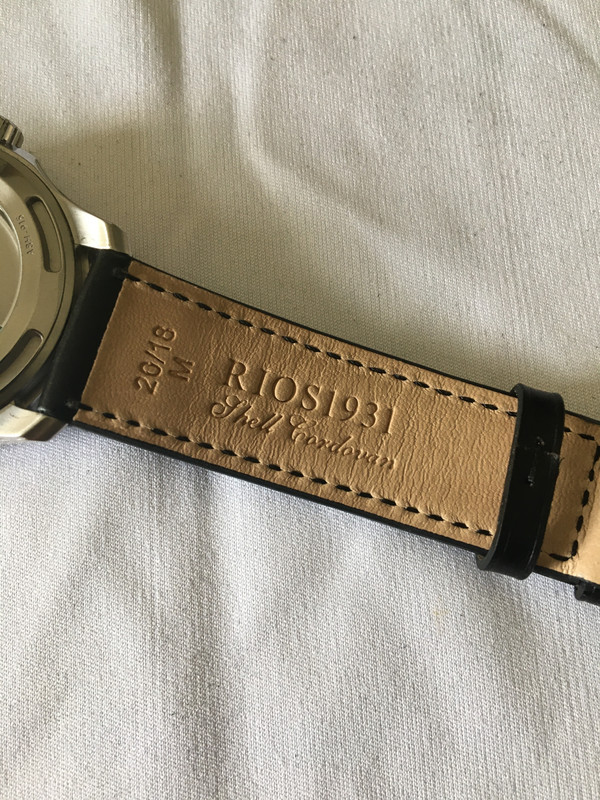 20/18
M
RIOS1931
Shell Cordovan